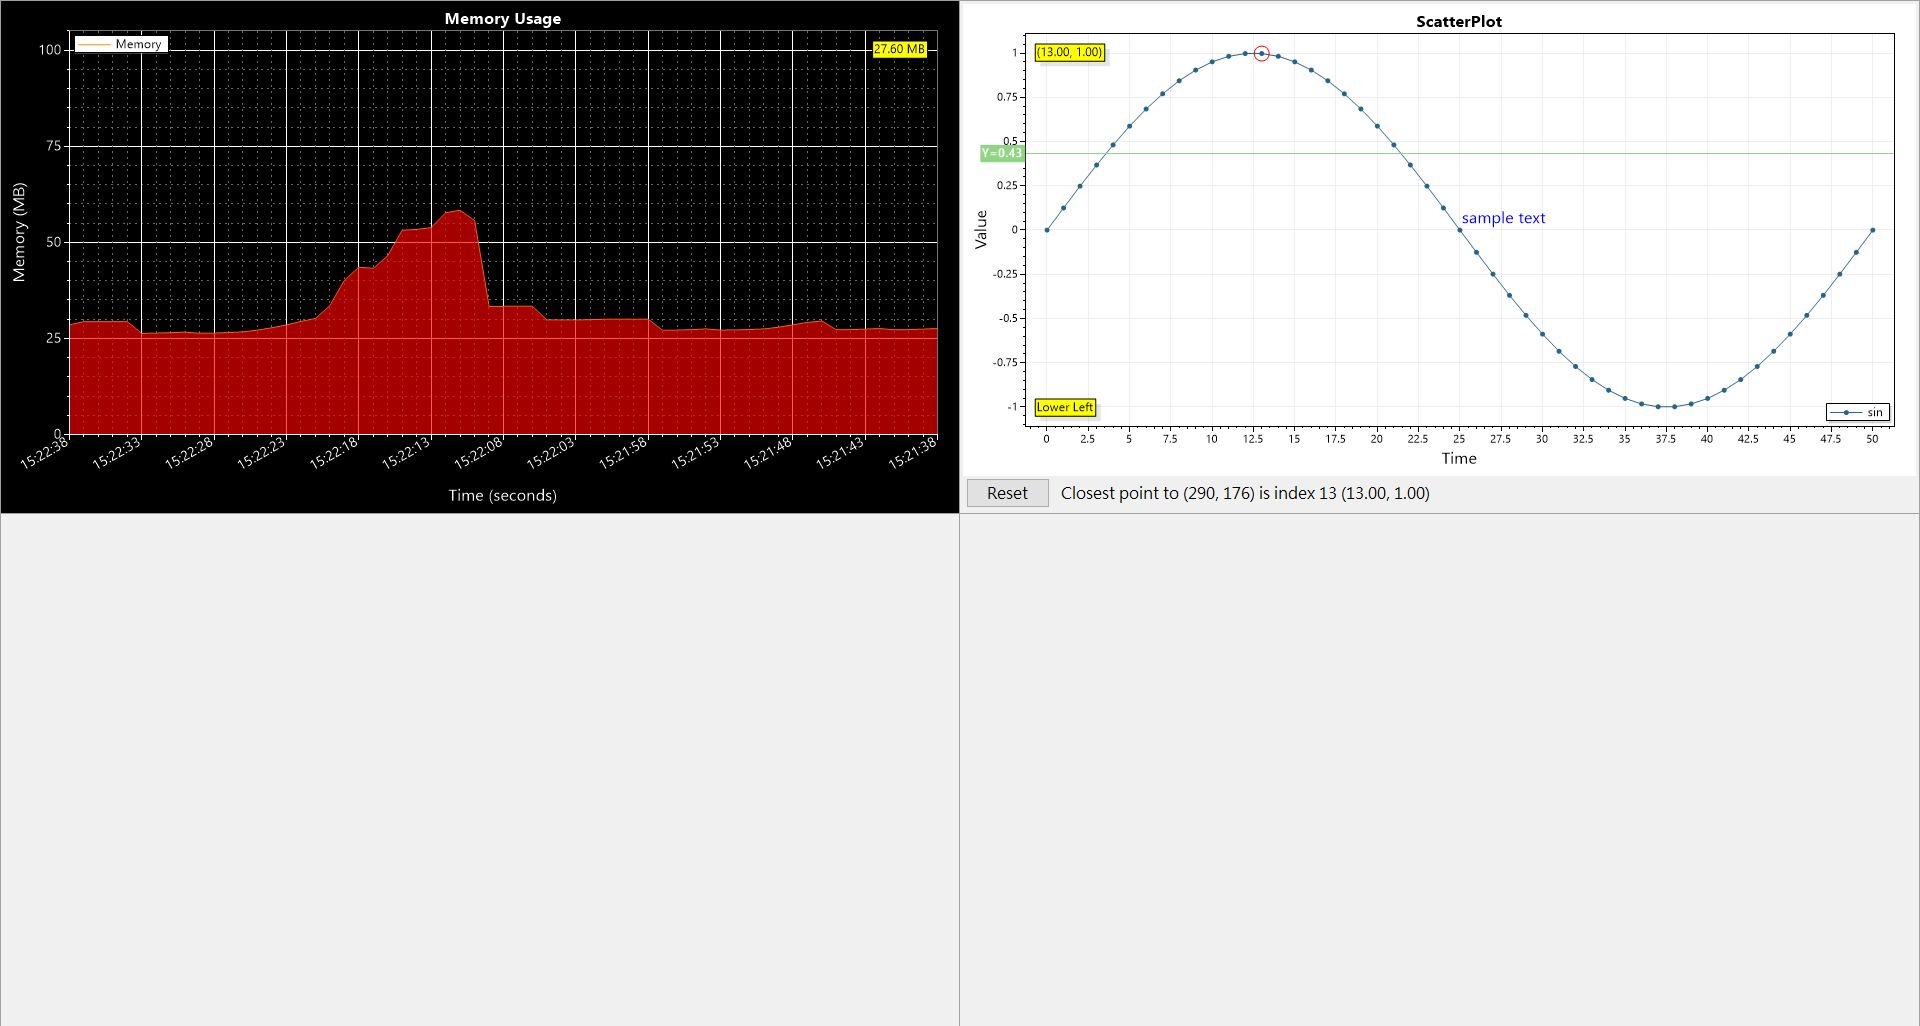 Memory Usage
Memory
27.60 MB
100
75
50
25
0
Memory (MB)
15:22:38 15:22:33 15:22:28 15:22:23 15:22:18 15:22:13 15:22:08 15:22:03 15:21:58 15:21:53 15:21:48 15:21:43 15:21:38
Time (seconds)
ScatterPlot
(13.00, 1.00)
1
0.75
0.5
Y=0.43
0.25
0
-0.25
-0.5
-0.75
-1
Value
sample text
Lower Left
sin
0 2.5 5 7.5 10 12.5 15 17.5 20 22.5 25 27.5 30 32.5 35 37.5 40 42.5 45 47.5 50
Time
Reset Closest point to (290, 176) is index 13 (13.00, 1.00)